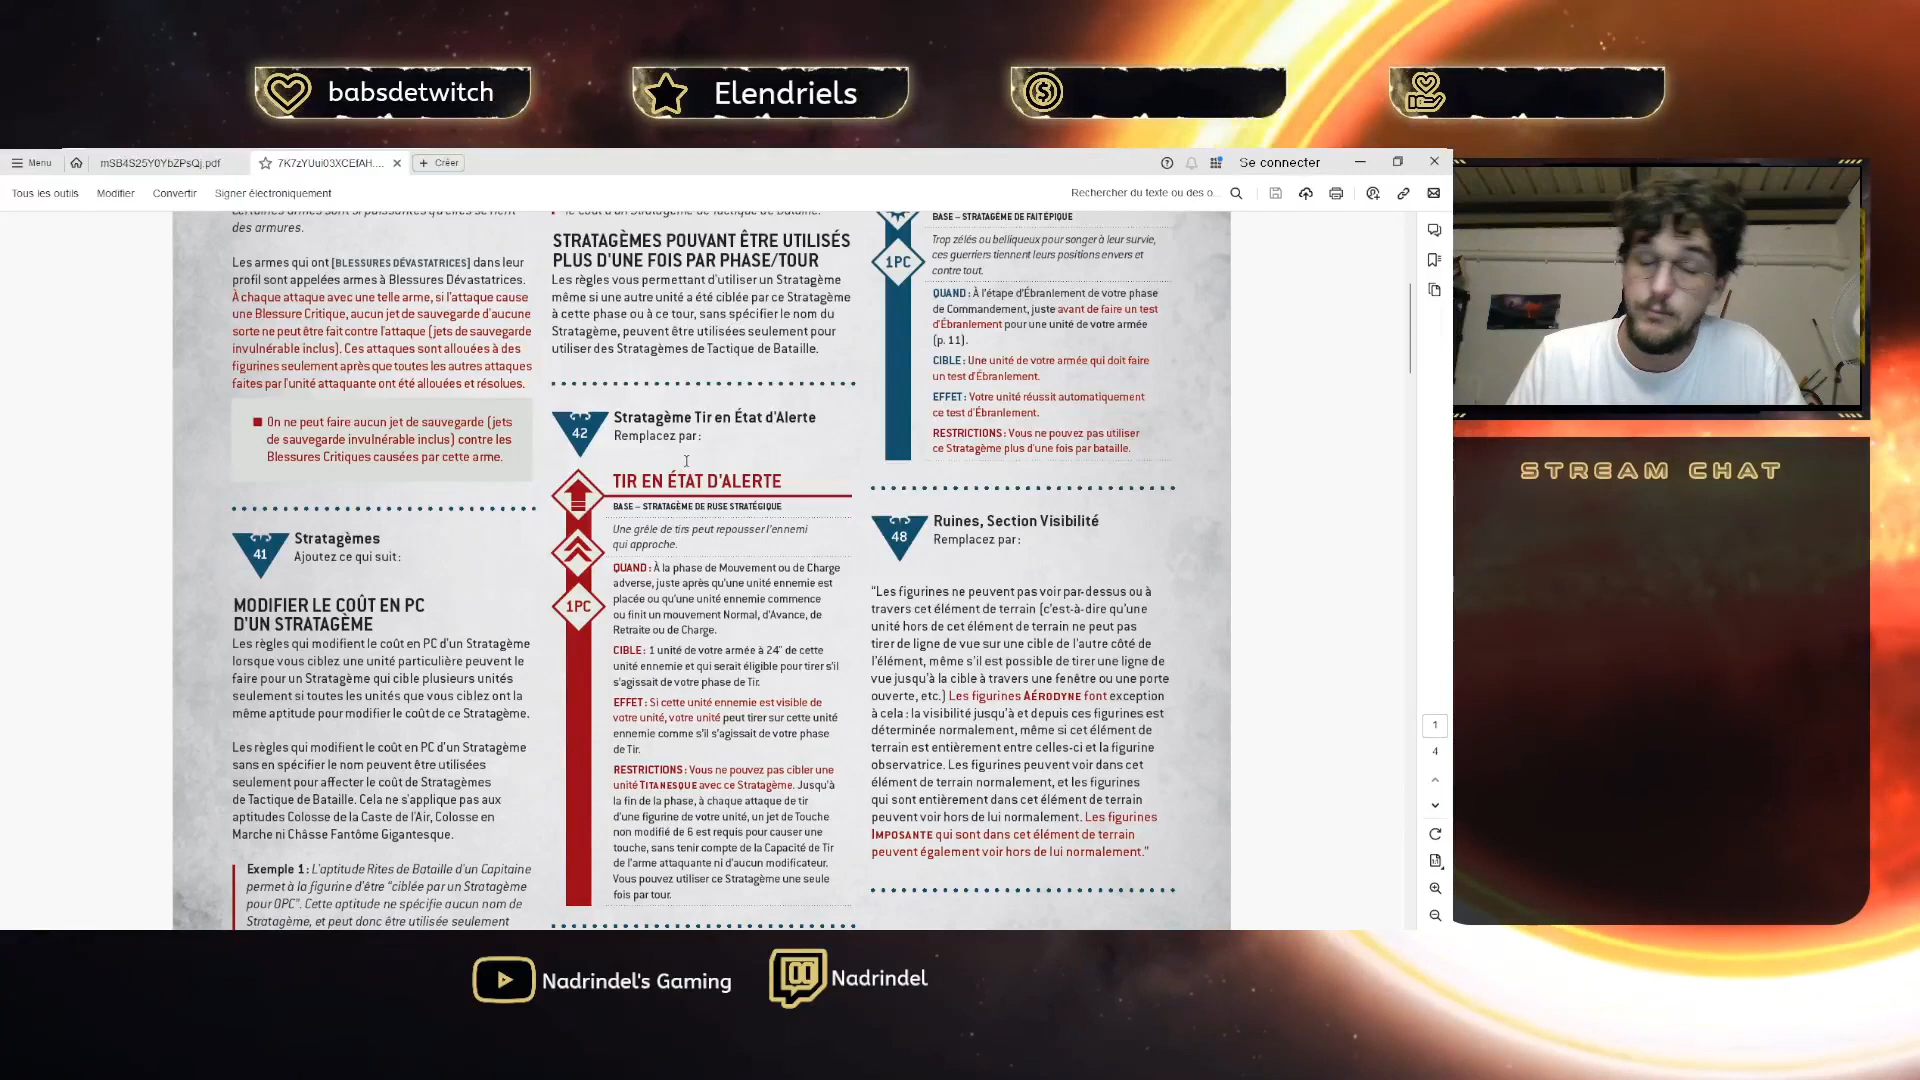 babsdetwitch
Elendriels
Menu
mSB4S25Y0YbZPsQj.pdf
7K7zYUui03XCEfAH....
Créer
Se connecter
Tous les outils
Modifier
Convertir
Signer électroniquement
Rechercher du texte ou des o...
certaines armes sont si puissantes qu'elles se rient
des armures.
Les armes qui ont [BLESSURES DÉVASTATRICES] dans leur
profil sont appelées armes à Blessures Dévastatrices.
À chaque attaque avec une telle arme, si l'attaque cause
une Blessure Critique, aucun jet de sauvegarde d'aucune
sorte ne peut être fait contre l'attaque (jets de sauvegarde
invulnérable inclus). Ces attaques sont allouées à des
figurines seulement après que toutes les autres attaques
faites par l'unité attaquante ont été allouées et résolues.
On ne peut faire aucun jet de sauvegarde (jets
de sauvegarde invulnérable inclus) contre les
Blessures Critiques causées par cette arme.
41
Stratagèmes
Ajoutez ce qui suit :
MODIFIER LE COÛT EN PC
D'UN STRATAGÈME
Les règles qui modifient le coût en PC d'un Stratagème
lorsque vous ciblez une unité particulière peuvent le
faire pour un Stratagème qui cible plusieurs unités
seulement si toutes les unités que vous ciblez ont la
même aptitude pour modifier le coût de ce Stratagème.
Les règles qui modifient le coût en PC d'un Stratagème
sans en spécifier le nom peuvent être utilisées
seulement pour affecter le coût de Stratagèmes
de Tactique de Bataille. Cela ne s'applique pas aux
aptitudes Colosse de la Caste de l'Air, Colosse en
Marche ni Châsse Fantôme Gigantesque.
Exemple 1 : L'aptitude Rites de Bataille d'un Capitaine
permet à la figurine d'être "ciblée par un Stratagème
pour 0PC". Cette aptitude ne spécifie aucun nom de
Stratagème, et peut donc être utilisée seulement
le coût d'un Stratagème de Tactique de Bataille.
STRATAGÈMES POUVANT ÊTRE UTILISÉS
PLUS D'UNE FOIS PAR PHASE/TOUR
Les règles vous permettant d'utiliser un Stratagème
même si une autre unité a été ciblée par ce Stratagème
à cette phase ou à ce tour, sans spécifier le nom du
Stratagème, peuvent être utilisées seulement pour
utiliser des Stratagèmes de Tactique de Bataille.
42
Stratagème Tir en État d'Alerte
Remplacez par :
TIR EN ÉTAT D'ALERTE
BASE – STRATAGÈME DE RUSE STRATÉGIQUE
Une grêle de tirs peut repousser l'ennemi
qui approche.
1PC
QUAND : À la phase de Mouvement ou de Charge
adverse, juste après qu'une unité ennemie est
placée ou qu'une unité ennemie commence
ou finit un mouvement Normal, d'Avance, de
Retraite ou de Charge.
CIBLE : 1 unité de votre armée à 24" de cette
unité ennemie et qui serait éligible pour tirer s'il
s'agissait de votre phase de Tir.
EFFET : Si cette unité ennemie est visible de
votre unité, votre unité peut tirer sur cette unité
ennemie comme s'il s'agissait de votre phase
de Tir.
RESTRICTIONS : Vous ne pouvez pas cibler une
unité TITANESQUE avec ce Stratagème. Jusqu'à
la fin de la phase, à chaque attaque de tir
d'une figurine de votre unité, un jet de Touche
non modifié de 6 est requis pour causer une
touche, sans tenir compte de la Capacité de Tir
de l'arme attaquante ni d'aucun modificateur.
Vous pouvez utiliser ce Stratagème une seule
fois par tour.
BASE – STRATAGÈME DE FAIT ÉPIQUE
Trop zélés ou belliqueux pour songer à leur survie,
ces guerriers tiennent leurs positions envers et
contre tout.
1PC
QUAND : À l'étape d'Ébranlement de votre phase
de Commandement, juste avant de faire un test
d'Ébranlement pour une unité de votre armée
(p. 11).
CIBLE : Une unité de votre armée qui doit faire
un test d'Ébranlement.
EFFET : Votre unité réussit automatiquement
ce test d'Ébranlement.
RESTRICTIONS : Vous ne pouvez pas utiliser
ce Stratagème plus d'une fois par bataille.
48
Ruines, Section Visibilité
Remplacez par :
"Les figurines ne peuvent pas voir par-dessus ou à
travers cet élément de terrain (c'est-à-dire qu'une
unité hors de cet élément de terrain ne peut pas
tirer de ligne de vue sur une cible de l'autre côté de
l'élément, même s'il est possible de tirer une ligne de
vue jusqu'à la cible à travers une fenêtre ou une porte
ouverte, etc.) Les figurines AÉRODYNE font exception
à cela : la visibilité jusqu'à et depuis ces figurines est
déterminée normalement, même si cet élément de
terrain est entièrement entre celles-ci et la figurine
observatrice. Les figurines peuvent voir dans cet
élément de terrain normalement, et les figurines
qui sont entièrement dans cet élément de terrain
peuvent voir hors de lui normalement. Les figurines
IMPOSANTE qui sont dans cet élément de terrain
peuvent également voir hors de lui normalement."
1
4
STREAM CHAT
Nadrindel's Gaming
Nadrindel